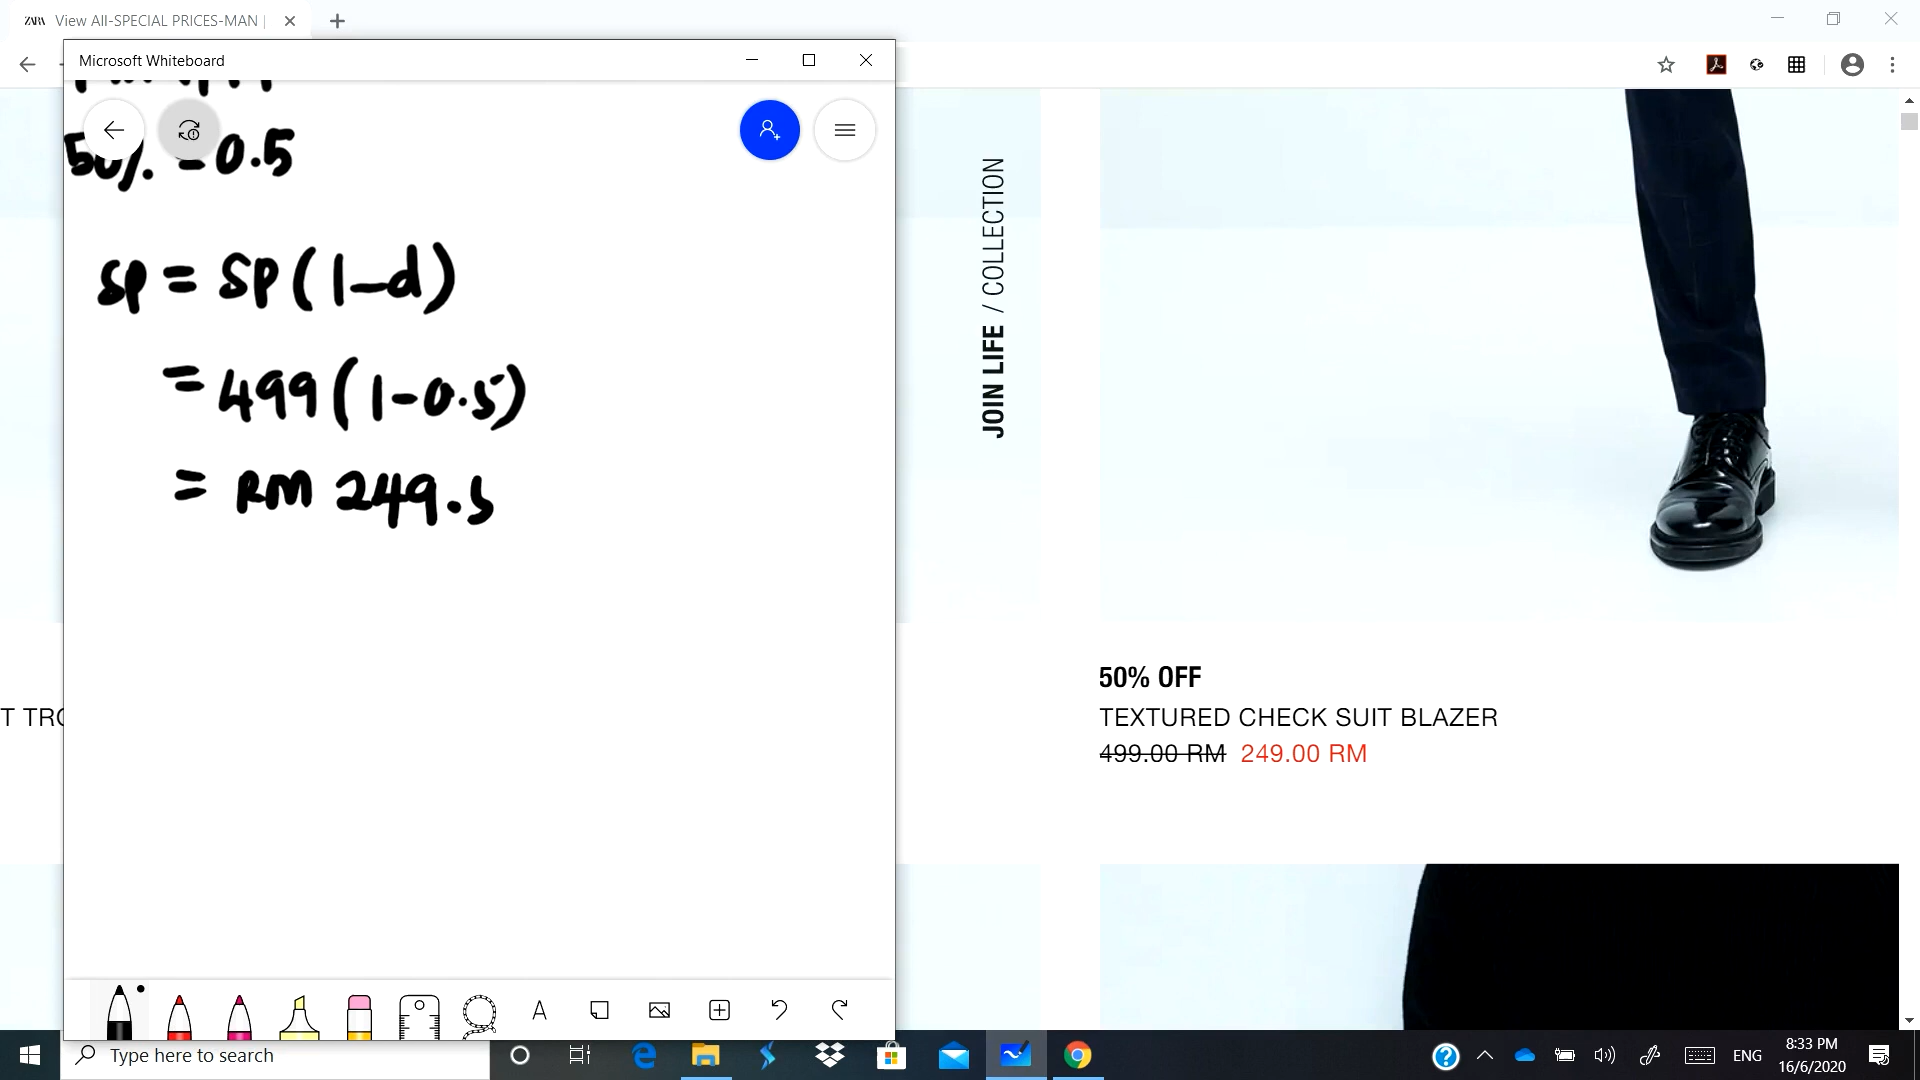 ZARA View All-SPECIAL PRICES-MAN |
Microsoft Whiteboard
50% = 0.5
SP = SP(1-d)
= 499(1-0.5)
= RM 249.5
JOIN LIFE / COLLECTION
T TRO
50% OFF
TEXTURED CHECK SUIT BLAZER
499.00 RM 249.00 RM
A
Type here to search
ENG
8:33 PM
16/6/2020